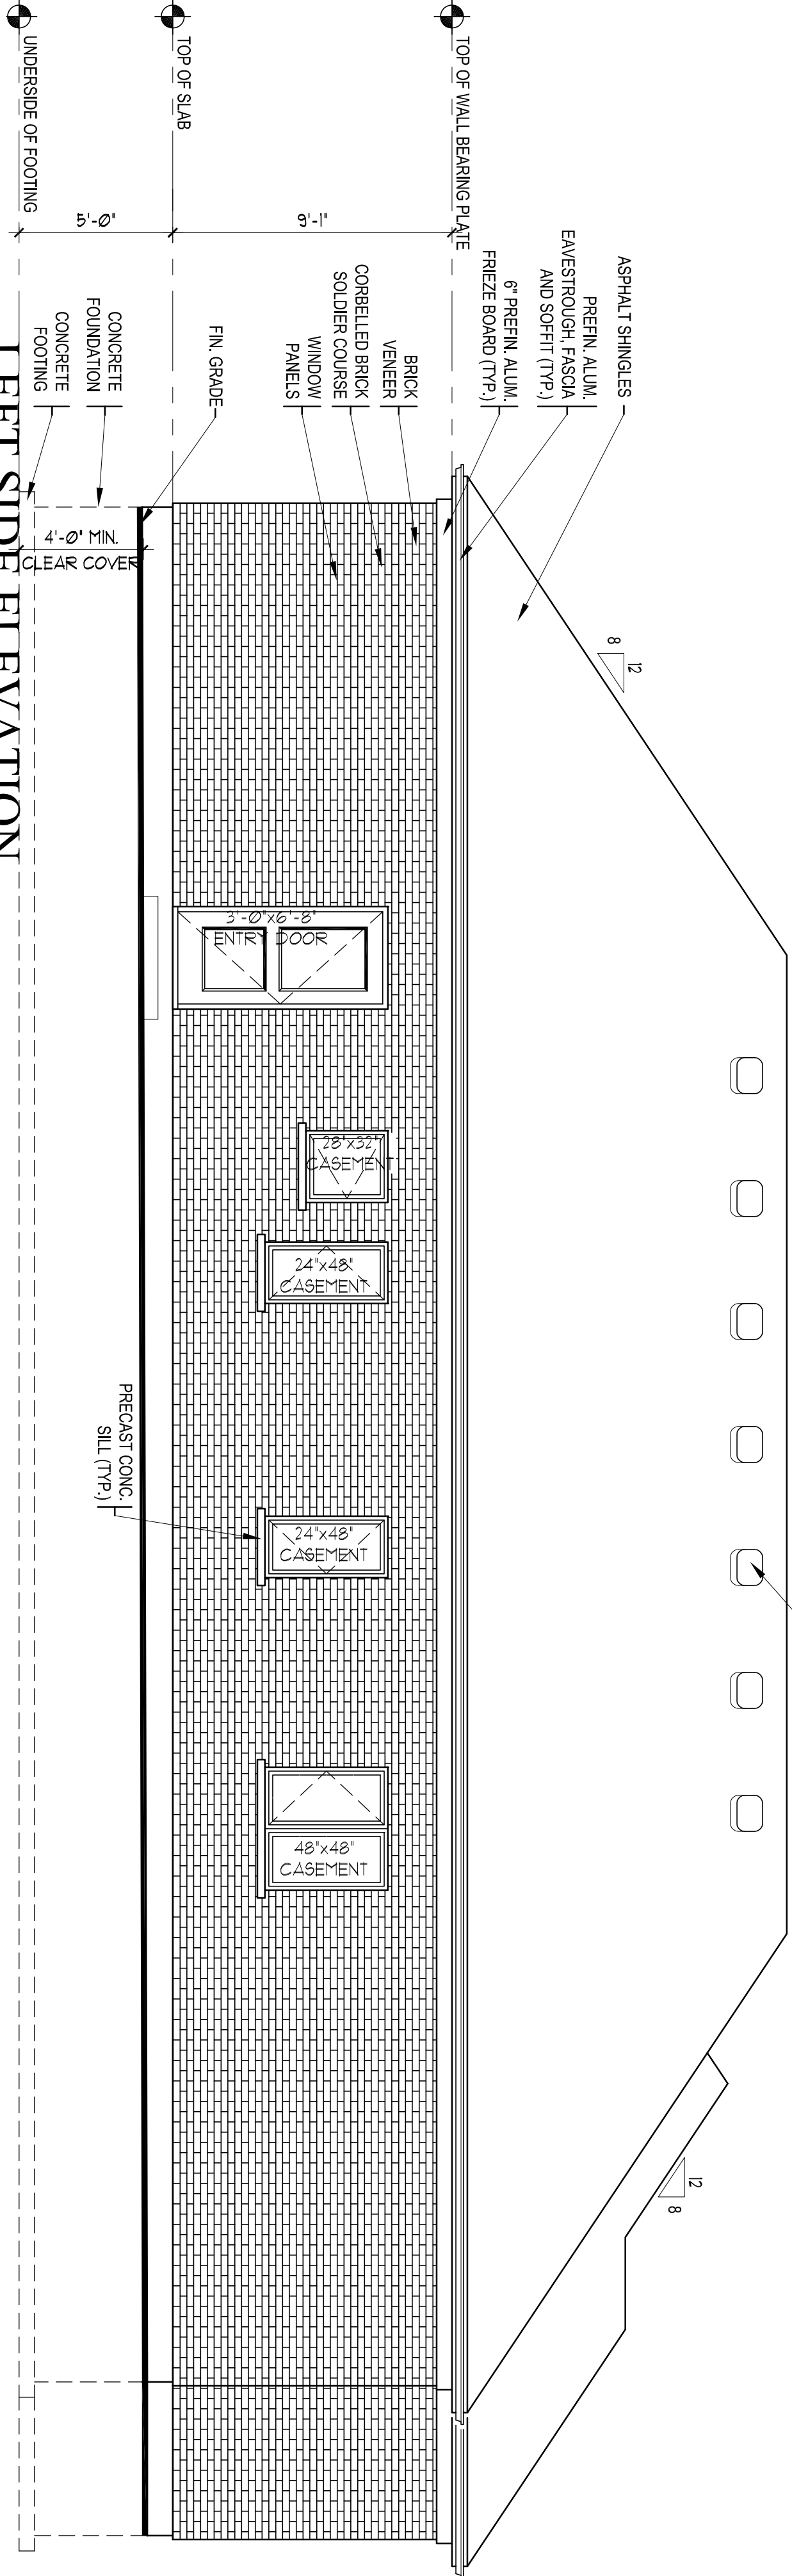 TOP OF WALL BEARING PLATE
TOP OF SLAB
UNDERSIDE OF FOOTING
9'-1"
5'-0"
ASPHALT SHINGLES
PREFIN. ALUM.
EAVESTROUGH, FASCIA
AND SOFFIT (TYP.)
6" PREFIN. ALUM.
FRIEZE BOARD (TYP.)
BRICK
VENEER
CORBELLED BRICK
SOLDIER COURSE
WINDOW
PANELS
FIN. GRADE
CONCRETE
FOUNDATION
CONCRETE
FOOTING
4'-0" MIN.
CLEAR COVER
12
8
3'-0"x6'-8"
ENTRY DOOR
28"x32"
CASEMENT
24"x48"
CASEMENT
24"x48"
CASEMENT
48"x48"
CASEMENT
PRECAST CONC.
SILL (TYP.)
12
8
LEFT SIDE ELEVATION